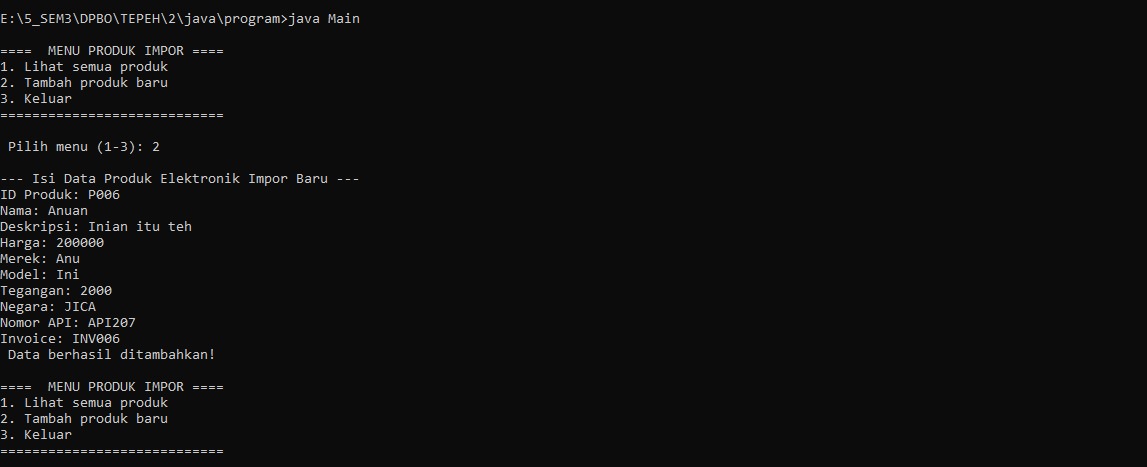 E:\5_SEM3\DPBO\TEPEH\2\java\program>java Main
====  MENU PRODUK IMPOR ====
1. Lihat semua produk
2. Tambah produk baru
3. Keluar
============================
Pilih menu (1-3): 2
--- Isi Data Produk Elektronik Impor Baru ---
ID Produk: P006
Nama: Anuan
Deskripsi: Inian itu teh
Harga: 200000
Merek: Anu
Model: Ini
Tegangan: 2000
Negara: JICA
Nomor API: API207
Invoice: INV006
Data berhasil ditambahkan!
====  MENU PRODUK IMPOR ====
1. Lihat semua produk
2. Tambah produk baru
3. Keluar
============================